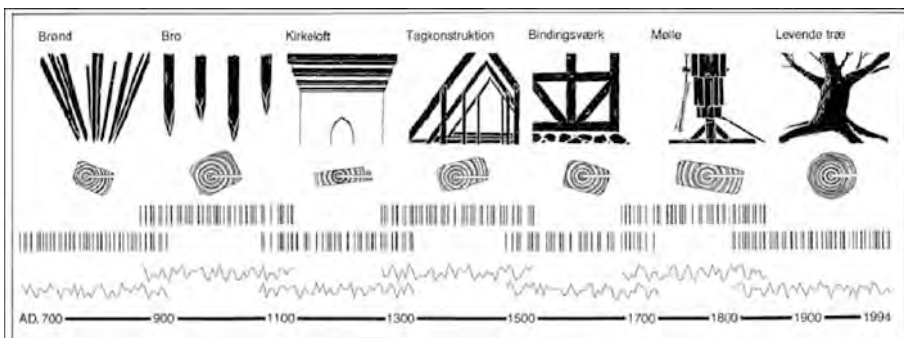 Brønd Bro Kirkeloft Tagkonstruktion Bindingsværk Mølle Levende træ
AD. 700 900 1100 1300 1500 1700 1800 1900 1994